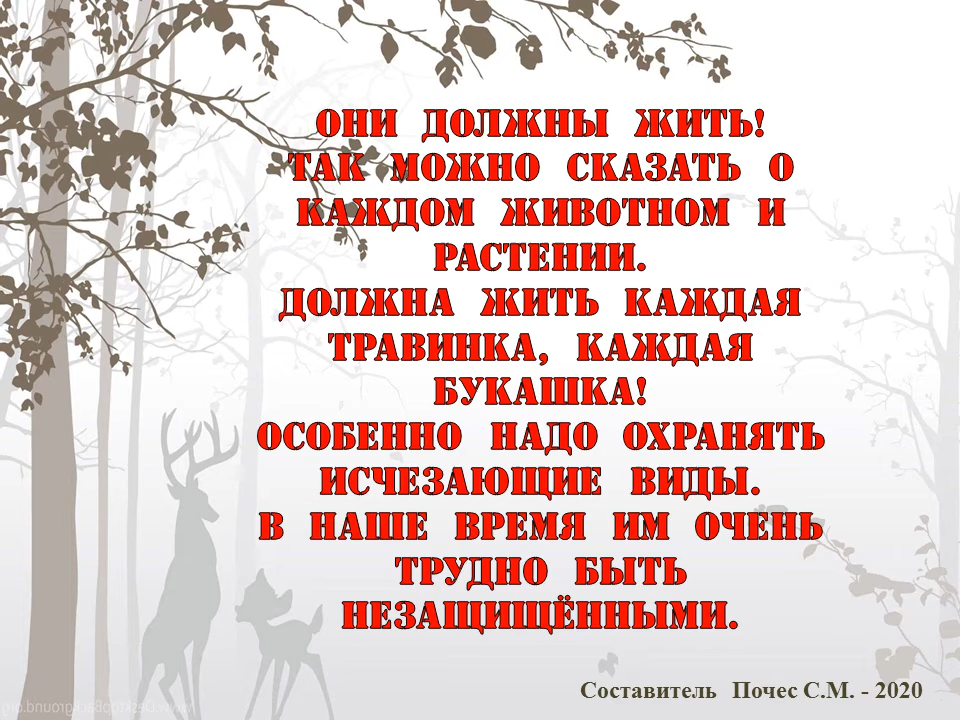 ОНИ ДОЛЖНЫ ЖИТЬ!
ТАК МОЖНО СКАЗАТЬ О
КАЖДОМ ЖИВОТНОМ И
РАСТЕНИИ.
ДОЛЖНА ЖИТЬ КАЖДАЯ
ТРАВИНКА, КАЖДАЯ
БУКАШКА!
ОСОБЕННО НАДО ОХРАНЯТЬ
ИСЧЕЗАЮЩИЕ ВИДЫ.
В НАШЕ ВРЕМЯ ИМ ОЧЕНЬ
ТРУДНО БЫТЬ
НЕЗАЩИЩЁННЫМИ.
Составитель Почес С.М. - 2020